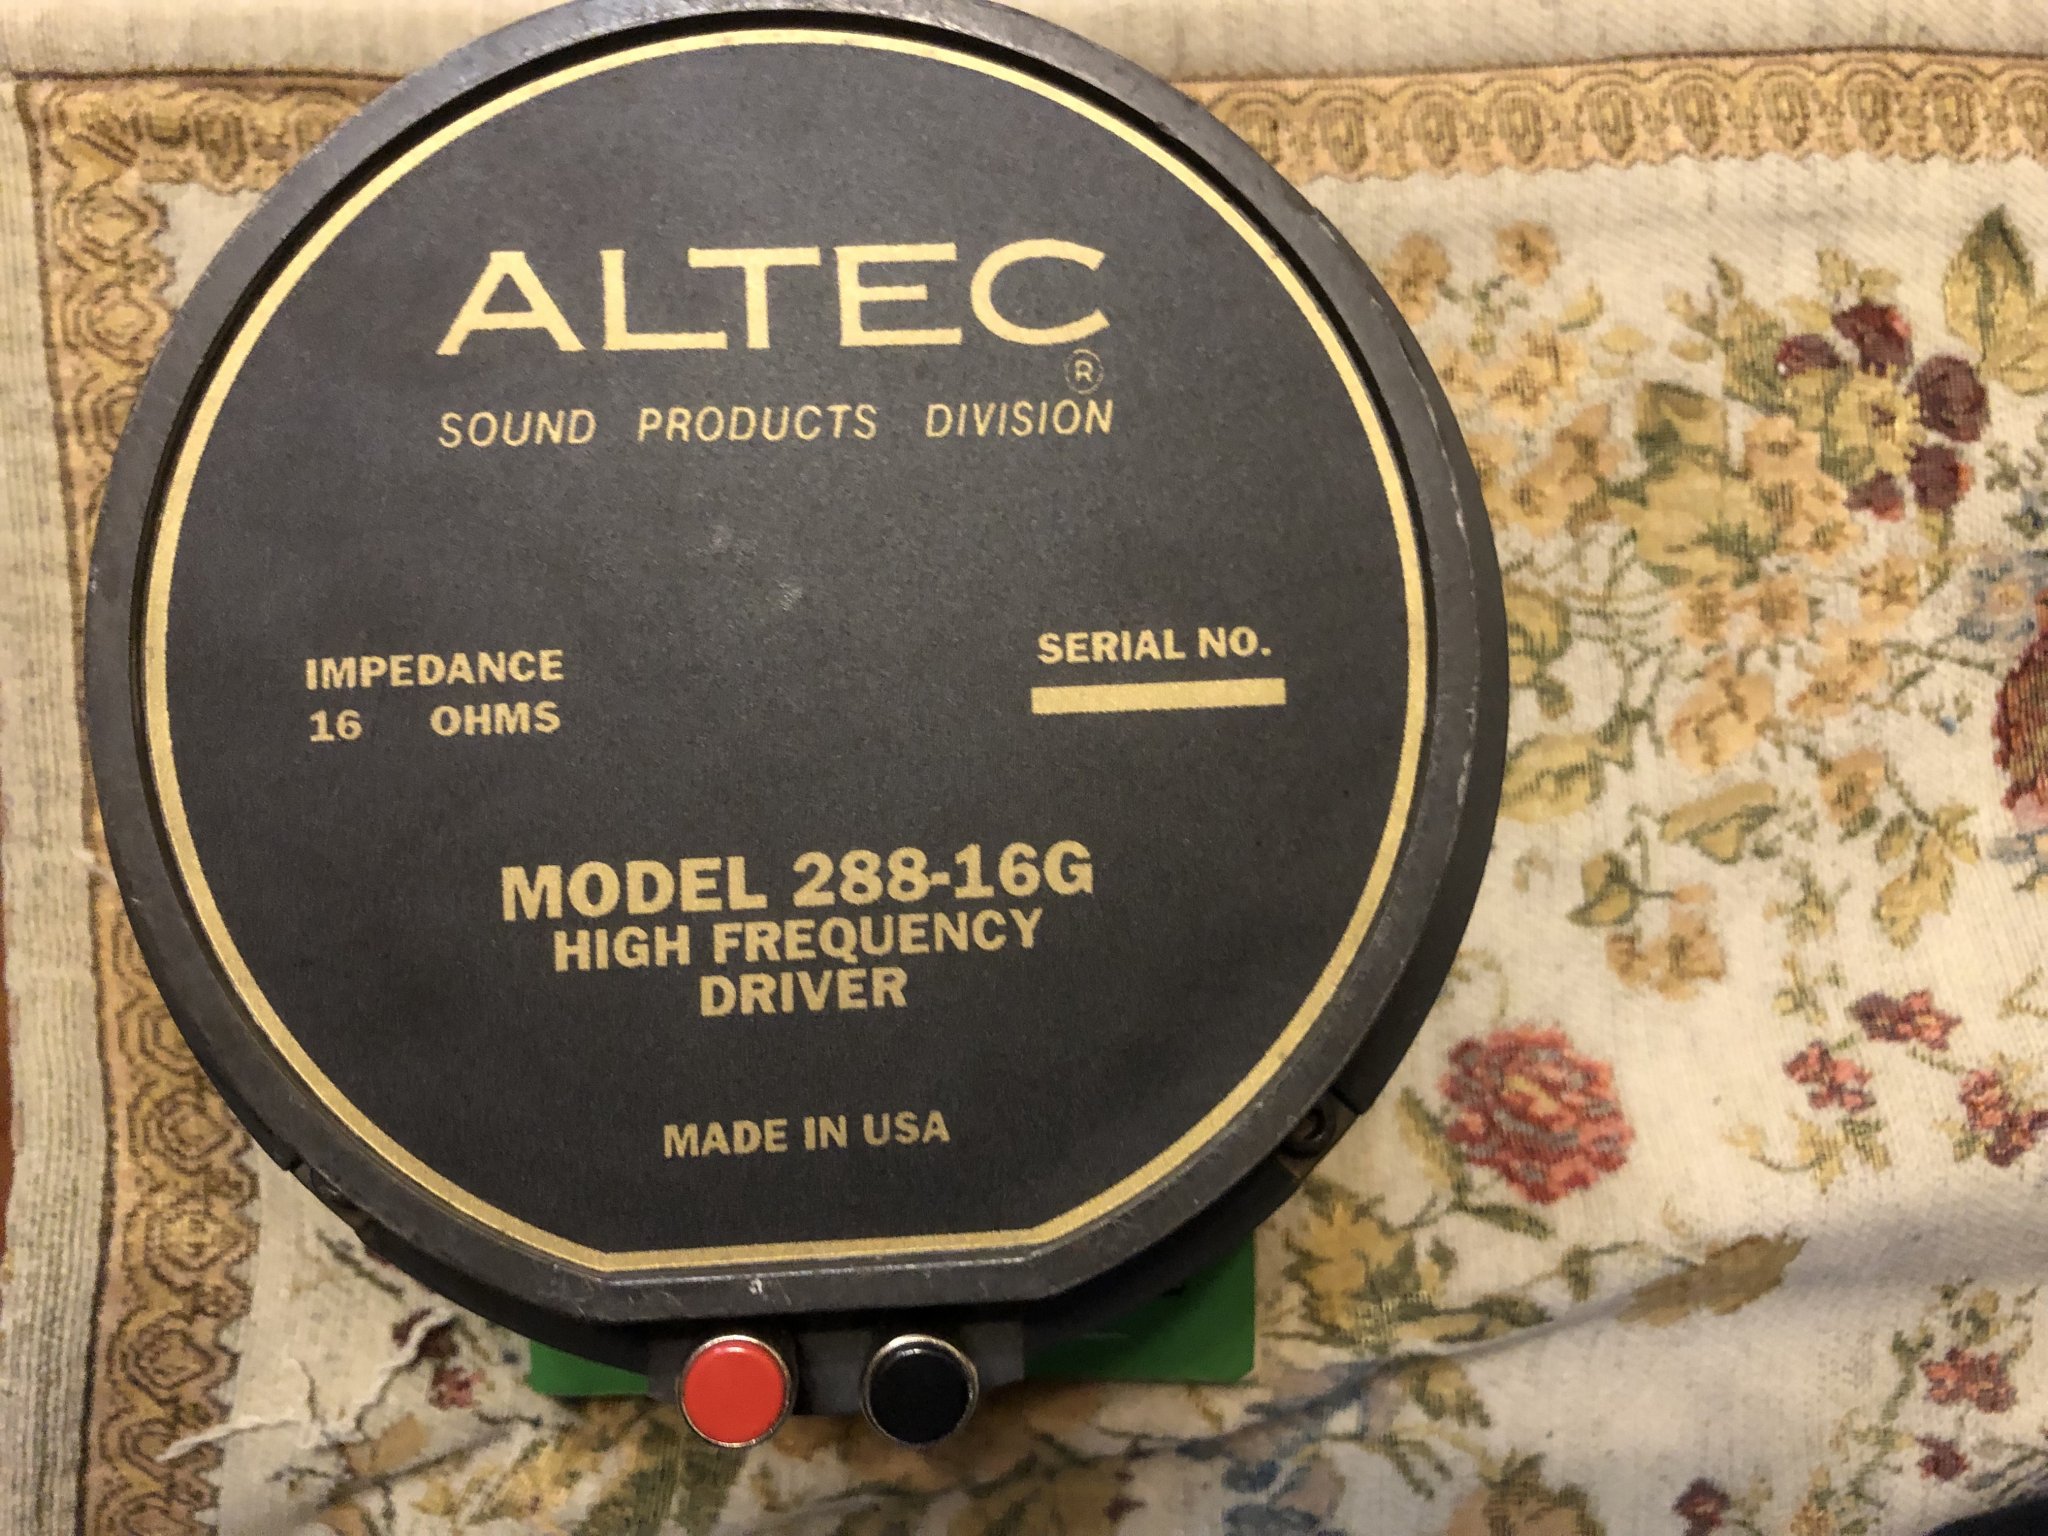 ALTEC
®
SOUND PRODUCTS DIVISION
IMPEDANCE
16 OHMS
SERIAL NO.
MODEL 288-16G
HIGH FREQUENCY
DRIVER
MADE IN USA